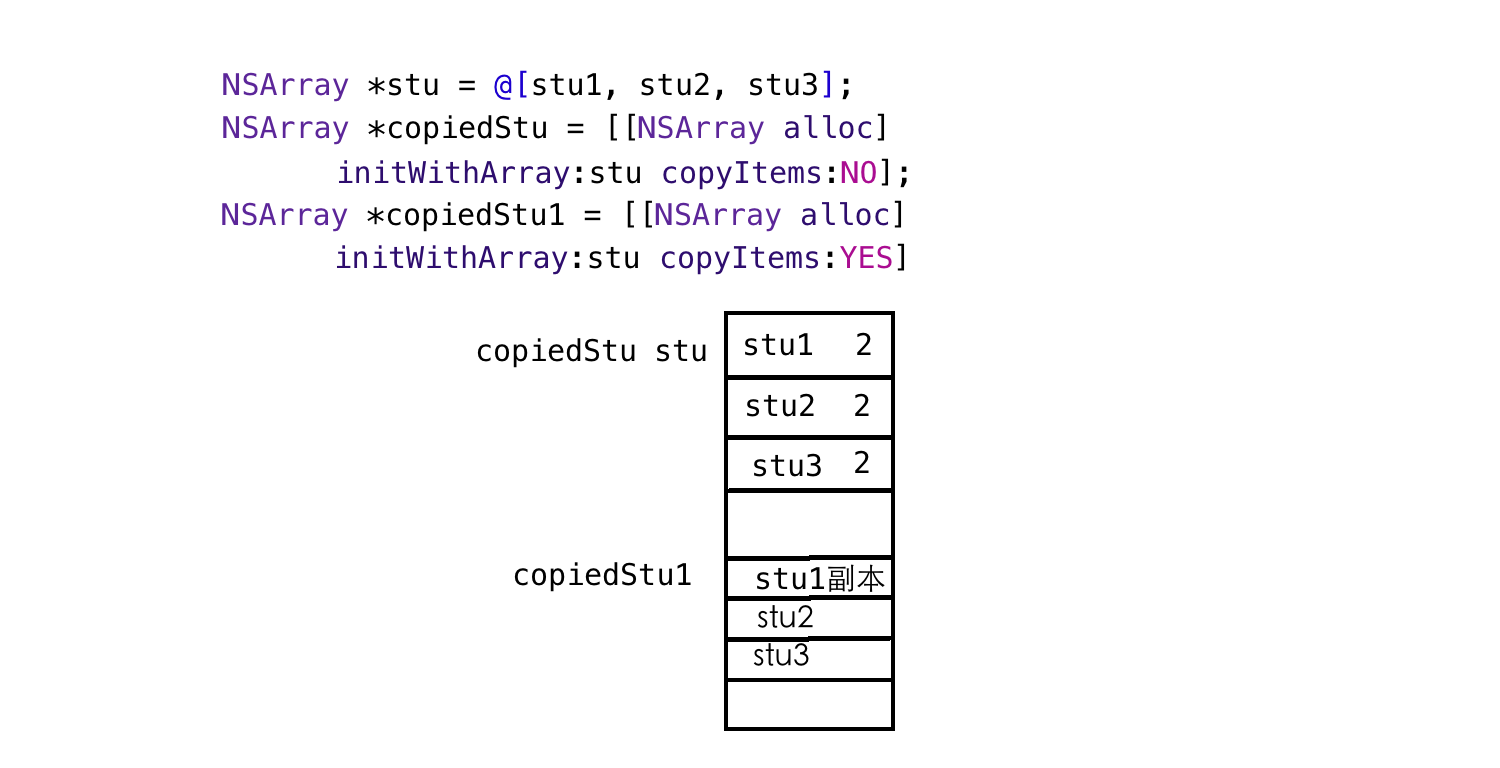 NSArray *stu = @[stu1, stu2, stu3];
NSArray *copiedStu = [[NSArray alloc]
initWithArray:stu copyItems:NO];
NSArray *copiedStu1 = [[NSArray alloc]
initWithArray:stu copyItems:YES]
copiedStu stu stu1 2
stu2 2
stu3 2
copiedStu1 stu1副本
stu2
stu3